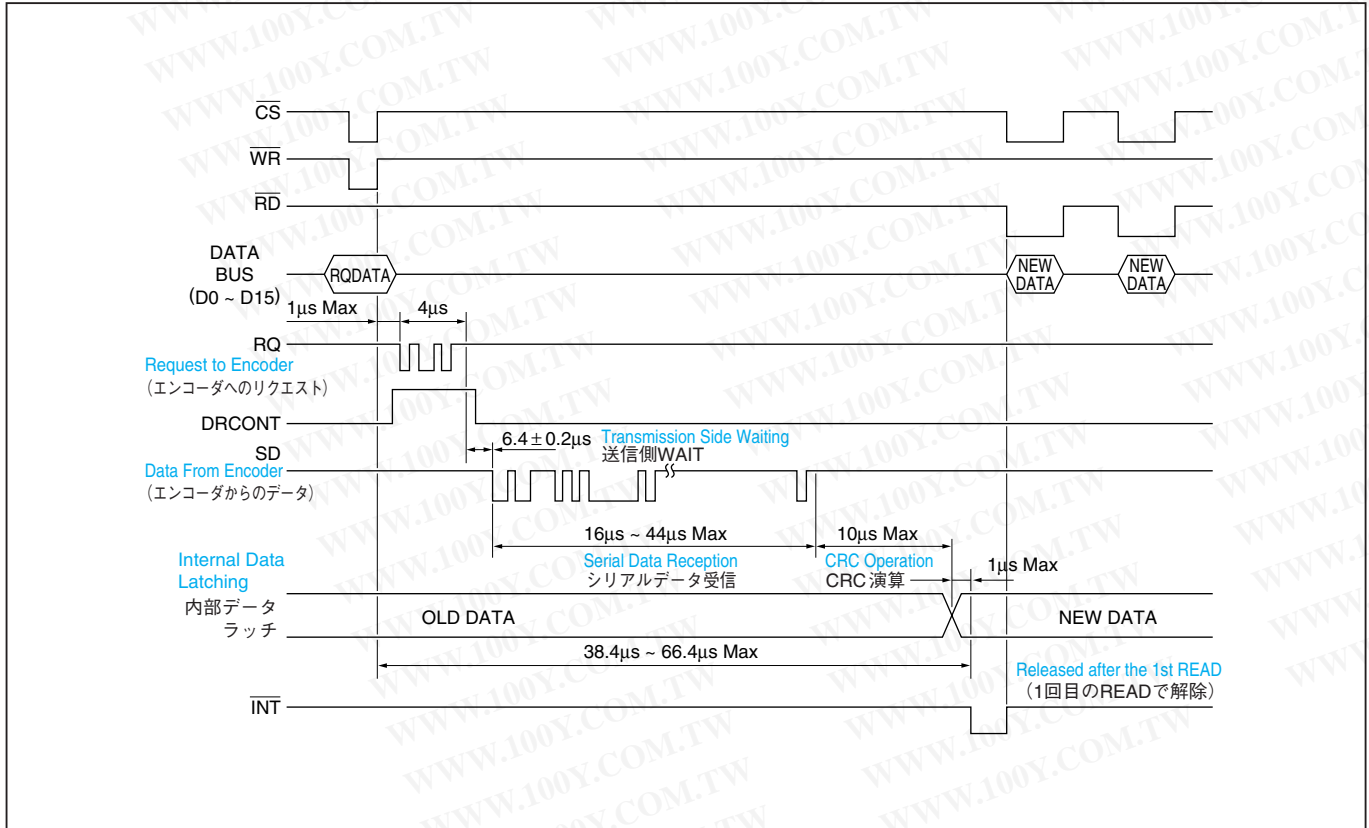 CS
WR
RD
DATA
BUS
(D0 ~ D15)
RQDATA
NEW
DATA
NEW
DATA
1μs Max
4μs
RQ
Request to Encoder
(エンコーダへのリクエスト)
DRCONT
6.4±0.2μs
Transmission Side Waiting
送信側WAIT
SD
Data From Encoder
(エンコーダからのデータ)
16μs ~ 44μs Max
10μs Max
Serial Data Reception
シリアルデータ受信
CRC Operation
CRC 演算
1μs Max
Internal Data
Latching
内部データ
ラッチ
OLD DATA
NEW DATA
38.4μs ~ 66.4μs Max
Released after the 1st READ
(1回目のREADで解除)
INT
WWW.100Y.COM.TW